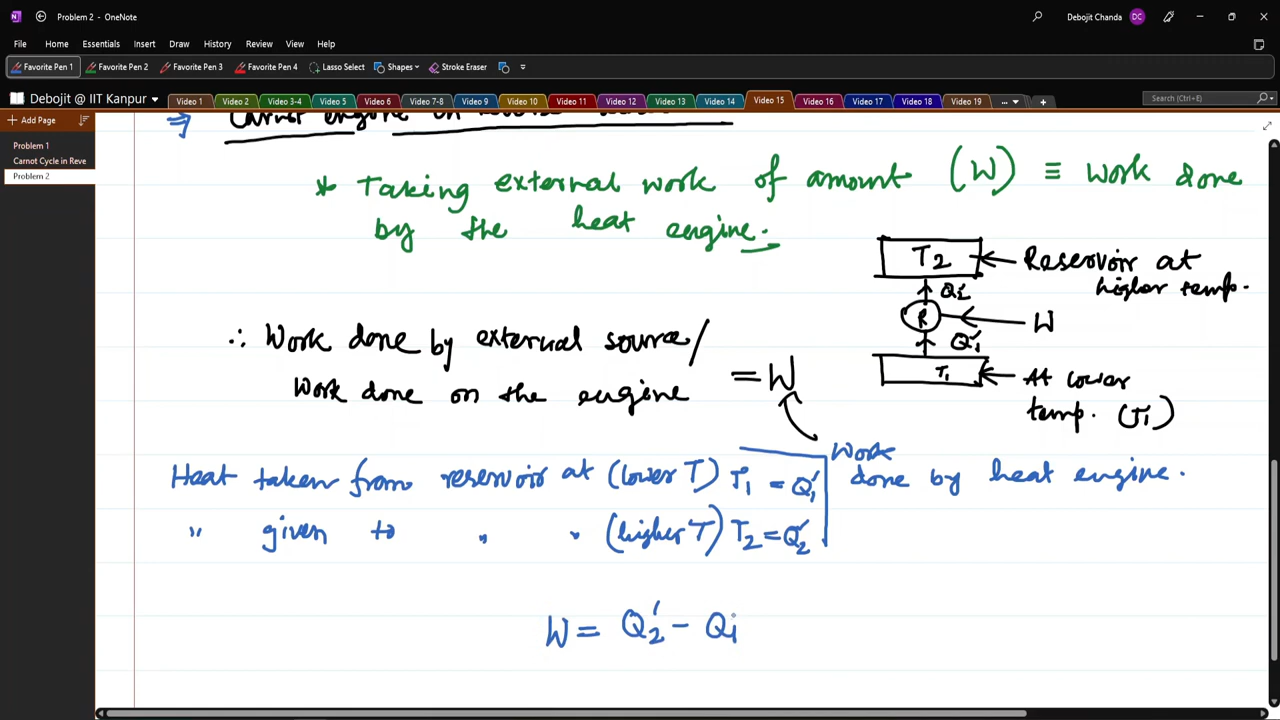 Problem 2 - OneNote
Debojit Chanda DC
File Home Essentials Insert Draw History Review View Help
Favorite Pen 1 Favorite Pen 2 Favorite Pen 3 Favorite Pen 4 Lasso Select Shapes Stroke Eraser
Debojit @ IIT Kanpur Video 1 Video 2 Video 3-4 Video 5 Video 6 Video 7-8 Video 9 Video 10 Video 11 Video 12 Video 13 Video 14 Video 15 Video 16 Video 17 Video 18 Video 19 ... +
Search (Ctrl+E)
+ Add Page
Problem 1
Carnot Cycle in Reve
Problem 2
⇒ Carnot engine in
* Taking external work of amount (W) ≡ work done
by the heat engine.
T2 ← Reservoir at
higher temp.
Q2'
R ← W
Q1'
T1 ← At lower
temp. (T1)
∴ Work done by external source/
Work done on the engine = W
Work
Heat taken from reservoir at (lower T) T1 = Q1' done by heat engine.
" given to " " (higher T) T2 = Q2'
W = Q2' - Q1